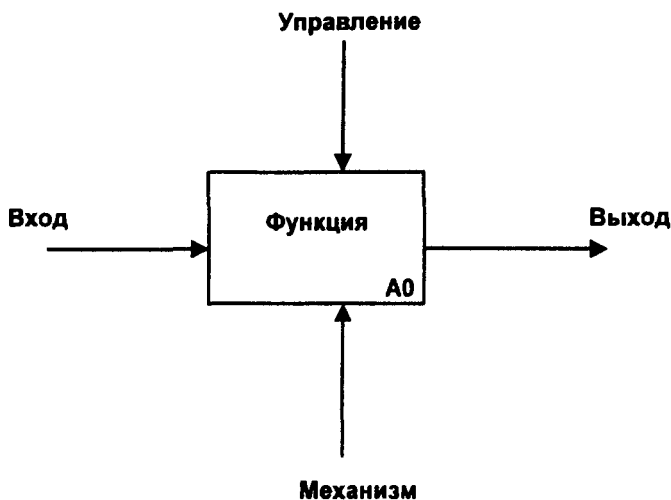 Управление
Вход
Функция
Выход
A0
Механизм